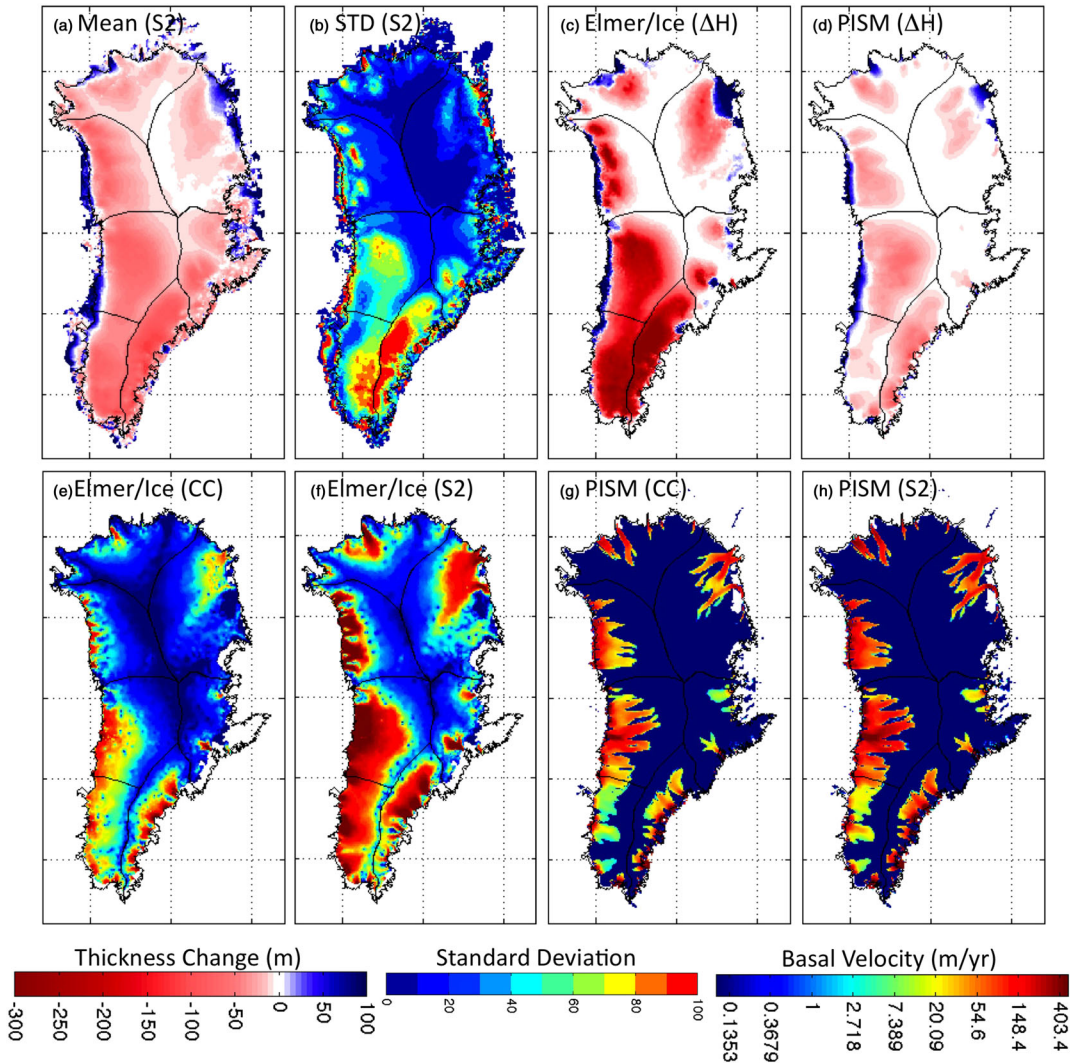 (a) Mean (S2)
(b) STD (S2)
(c) Elmer/Ice (ΔH)
(d) PISM (ΔH)
(e) Elmer/Ice (CC)
(f) Elmer/Ice (S2)
(g) PISM (CC)
(h) PISM (S2)
Thickness Change (m)
-300 -250 -200 -150 -100 -50 0 50 100
Standard Deviation
0 20 40 60 80 100
Basal Velocity (m/yr)
0.1353 0.3679 1 2.718 7.389 20.09 54.6 148.4 403.4